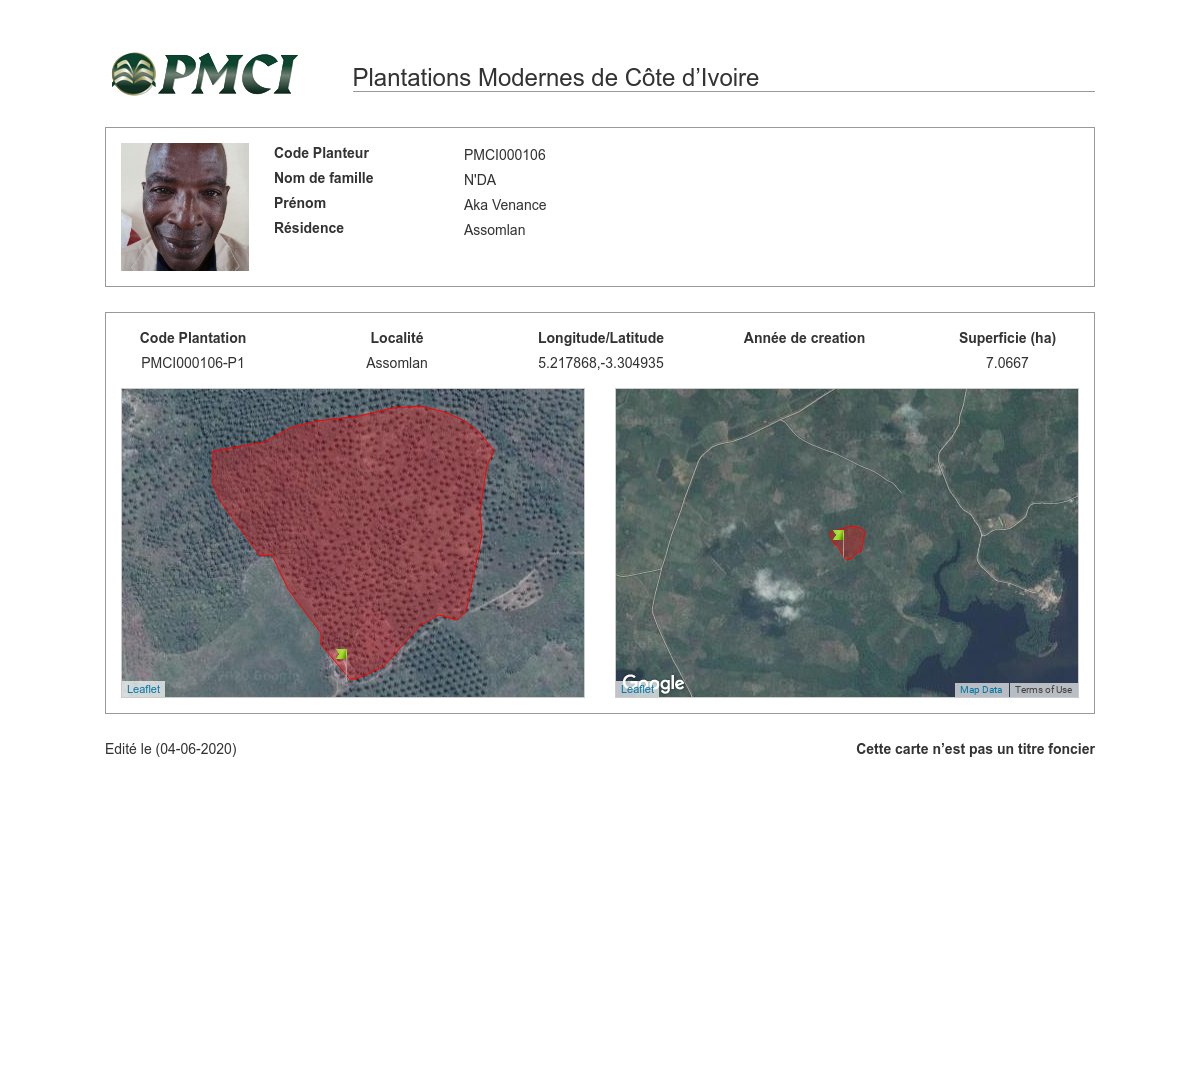 PMCI
Plantations Modernes de Côte d’Ivoire
Code Planteur PMCI000106
Nom de famille N'DA
Prénom Aka Venance
Résidence Assomlan
Code Plantation Localité Longitude/Latitude Année de creation Superficie (ha)
PMCI000106-P1 Assomlan 5.217868,-3.304935 7.0667
Leaflet
Google
Leaflet
Map Data Terms of Use
Edité le (04-06-2020) Cette carte n’est pas un titre foncier